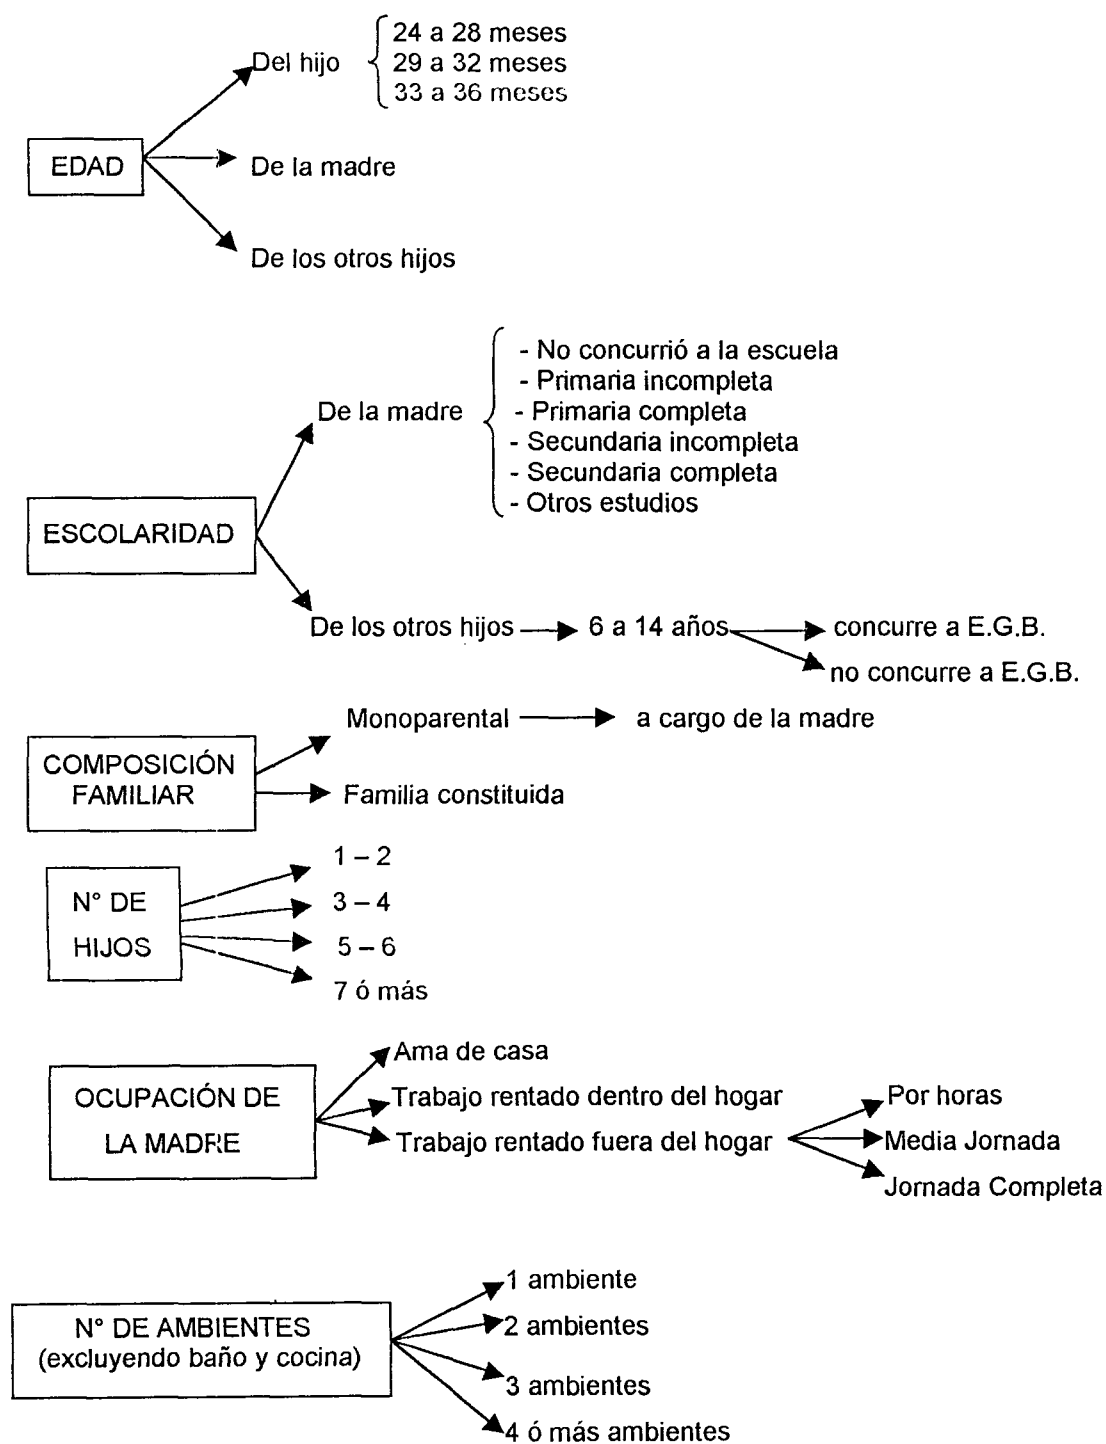 24 a 28 meses
Del hijo
29 a 32 meses
33 a 36 meses
EDAD
De la madre
De los otros hijos
- No concurrió a la escuela
- Primaria incompleta
De la madre
- Primaria completa
- Secundaria incompleta
- Secundaria completa
- Otros estudios
ESCOLARIDAD
De los otros hijos
6 a 14 años
concurre a E.G.B.
no concurre a E.G.B.
Monoparental
a cargo de la madre
COMPOSICIÓN
FAMILIAR
Familia constituida
N° DE
HIJOS
1 – 2
3 – 4
5 – 6
7 ó más
OCUPACIÓN DE
LA MADRE
Ama de casa
Trabajo rentado dentro del hogar
Trabajo rentado fuera del hogar
Por horas
Media Jornada
Jornada Completa
N° DE AMBIENTES
(excluyendo baño y cocina)
1 ambiente
2 ambientes
3 ambientes
4 ó más ambientes